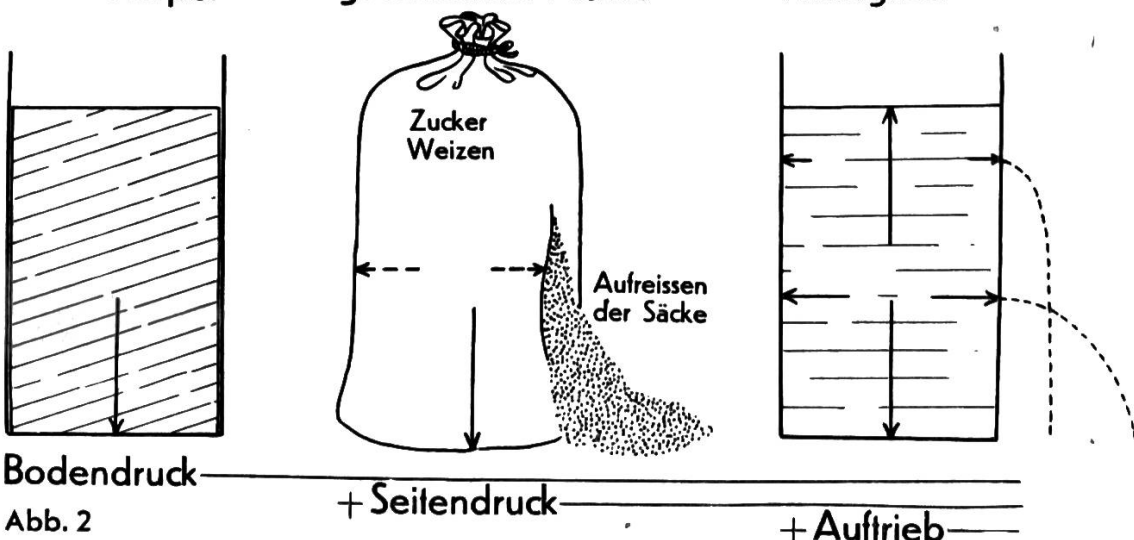 Zucker
Weizen
Aufreissen
der Säcke
Bodendruck
+ Seitendruck
+ Auftrieb
Abb. 2